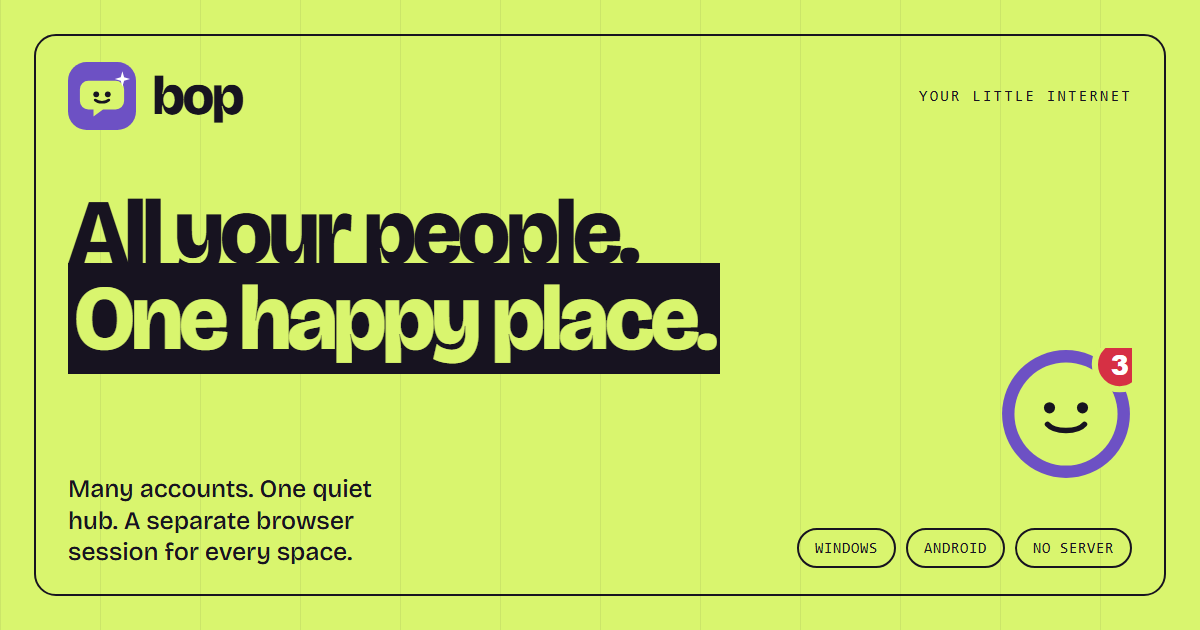 bop
YOUR LITTLE INTERNET
All your people.
One happy place.
3
Many accounts. One quiet
hub. A separate browser
session for every space.
WINDOWS
ANDROID
NO SERVER